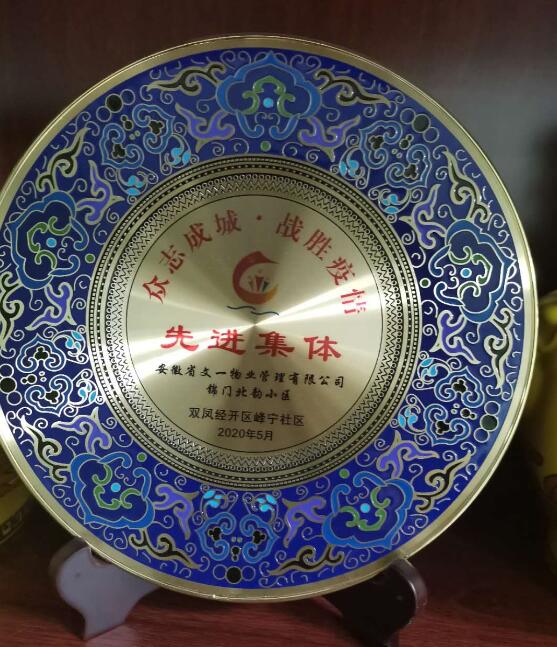 众志成城·战胜疫情
先进集体
安徽省文一物业管理有限公司
锦门北韵小区
双凤经开区峰宁社区
2020年5月